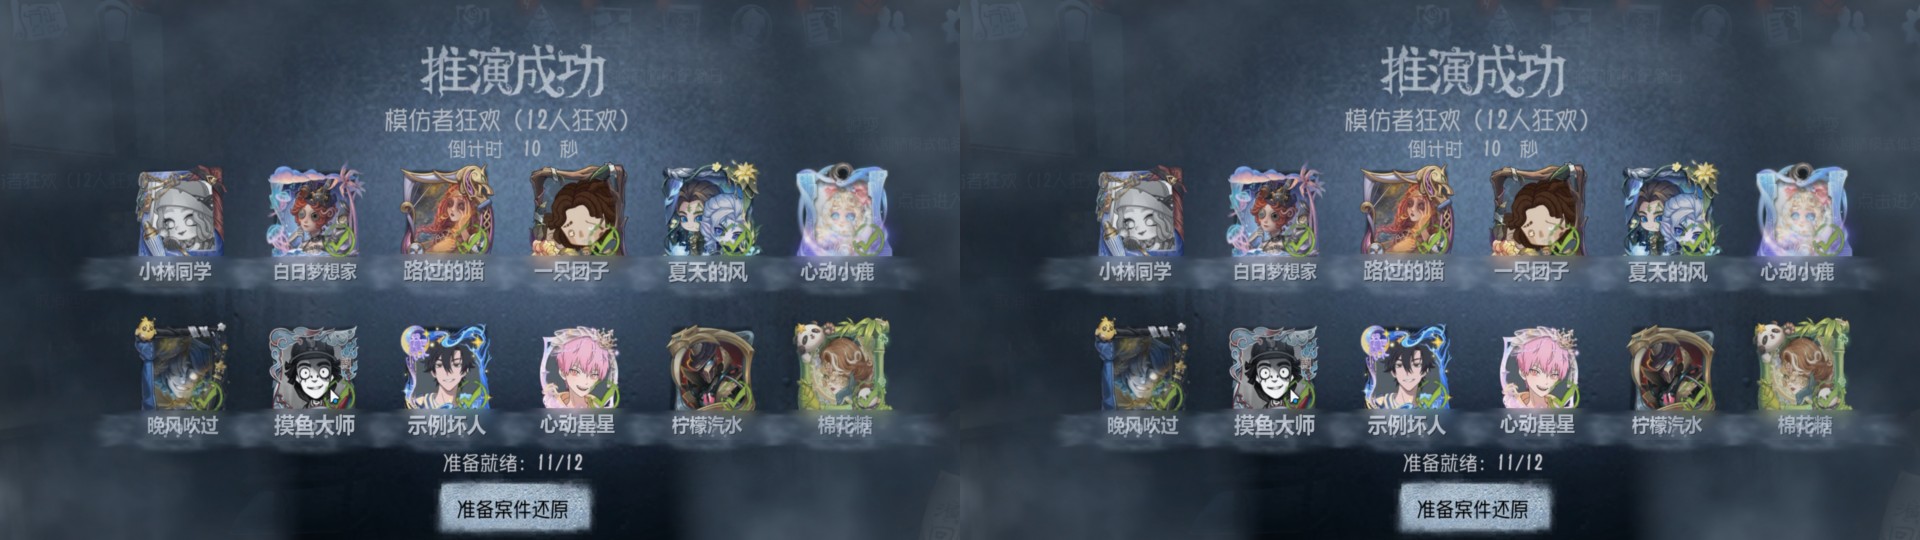 推演成功
模仿者狂欢（12人狂欢）
倒计时 10 秒
小林同学 白日梦想家 路过的猫 一只团子 夏天的风 心动小鹿
晚风吹过 摸鱼大师 示例坏人 心动星星 柠檬汽水 棉花糖
准备就绪：11/12
准备案件还原
推演成功
模仿者狂欢（12人狂欢）
倒计时 10 秒
小林同学 白日梦想家 路过的猫 一只团子 夏天的风 心动小鹿
晚风吹过 摸鱼大师 示例坏人 心动星星 柠檬汽水 棉花糖
准备就绪：11/12
准备案件还原